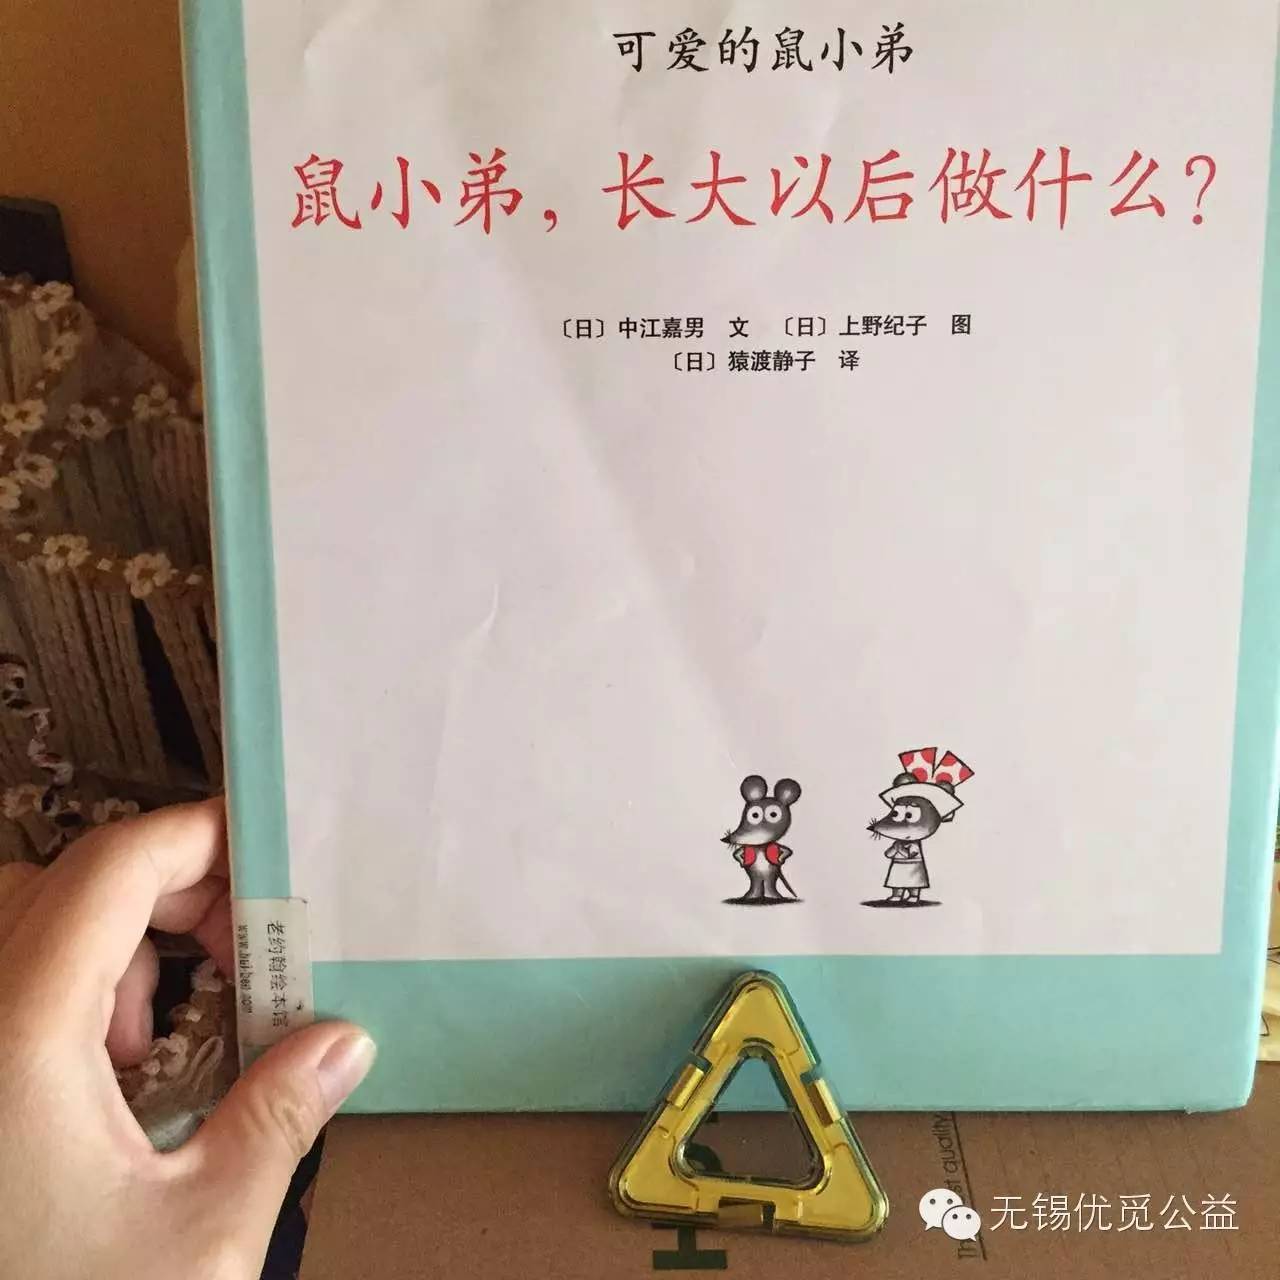 可爱的鼠小弟
鼠小弟，长大以后做什么？
〔日〕中江嘉男 文 〔日〕上野纪子 图
〔日〕猿渡静子 译
老约翰绘本馆
st quality
无锡优觅公益